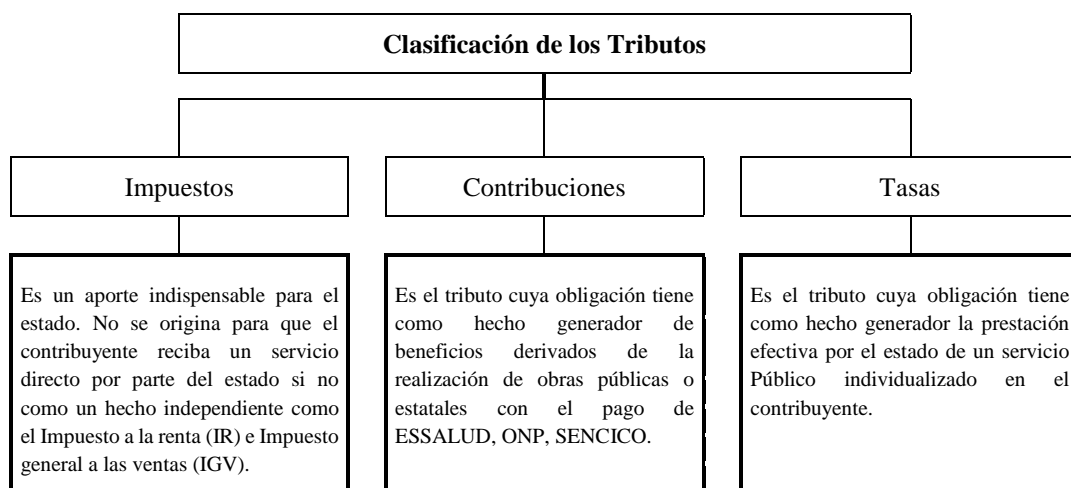 Clasificación de los Tributos
Impuestos
Contribuciones
Tasas
Es un aporte indispensable para el
estado. No se origina para que el
contribuyente reciba un servicio
directo por parte del estado si no
como un hecho independiente como
el Impuesto a la renta (IR) e Impuesto
general a las ventas (IGV).
Es el tributo cuya obligación tiene
como hecho generador de
beneficios derivados de la
realización de obras públicas o
estatales con el pago de
ESSALUD, ONP, SENCICO.
Es el tributo cuya obligación tiene
como hecho generador la prestación
efectiva por el estado de un servicio
Público individualizado en el
contribuyente.